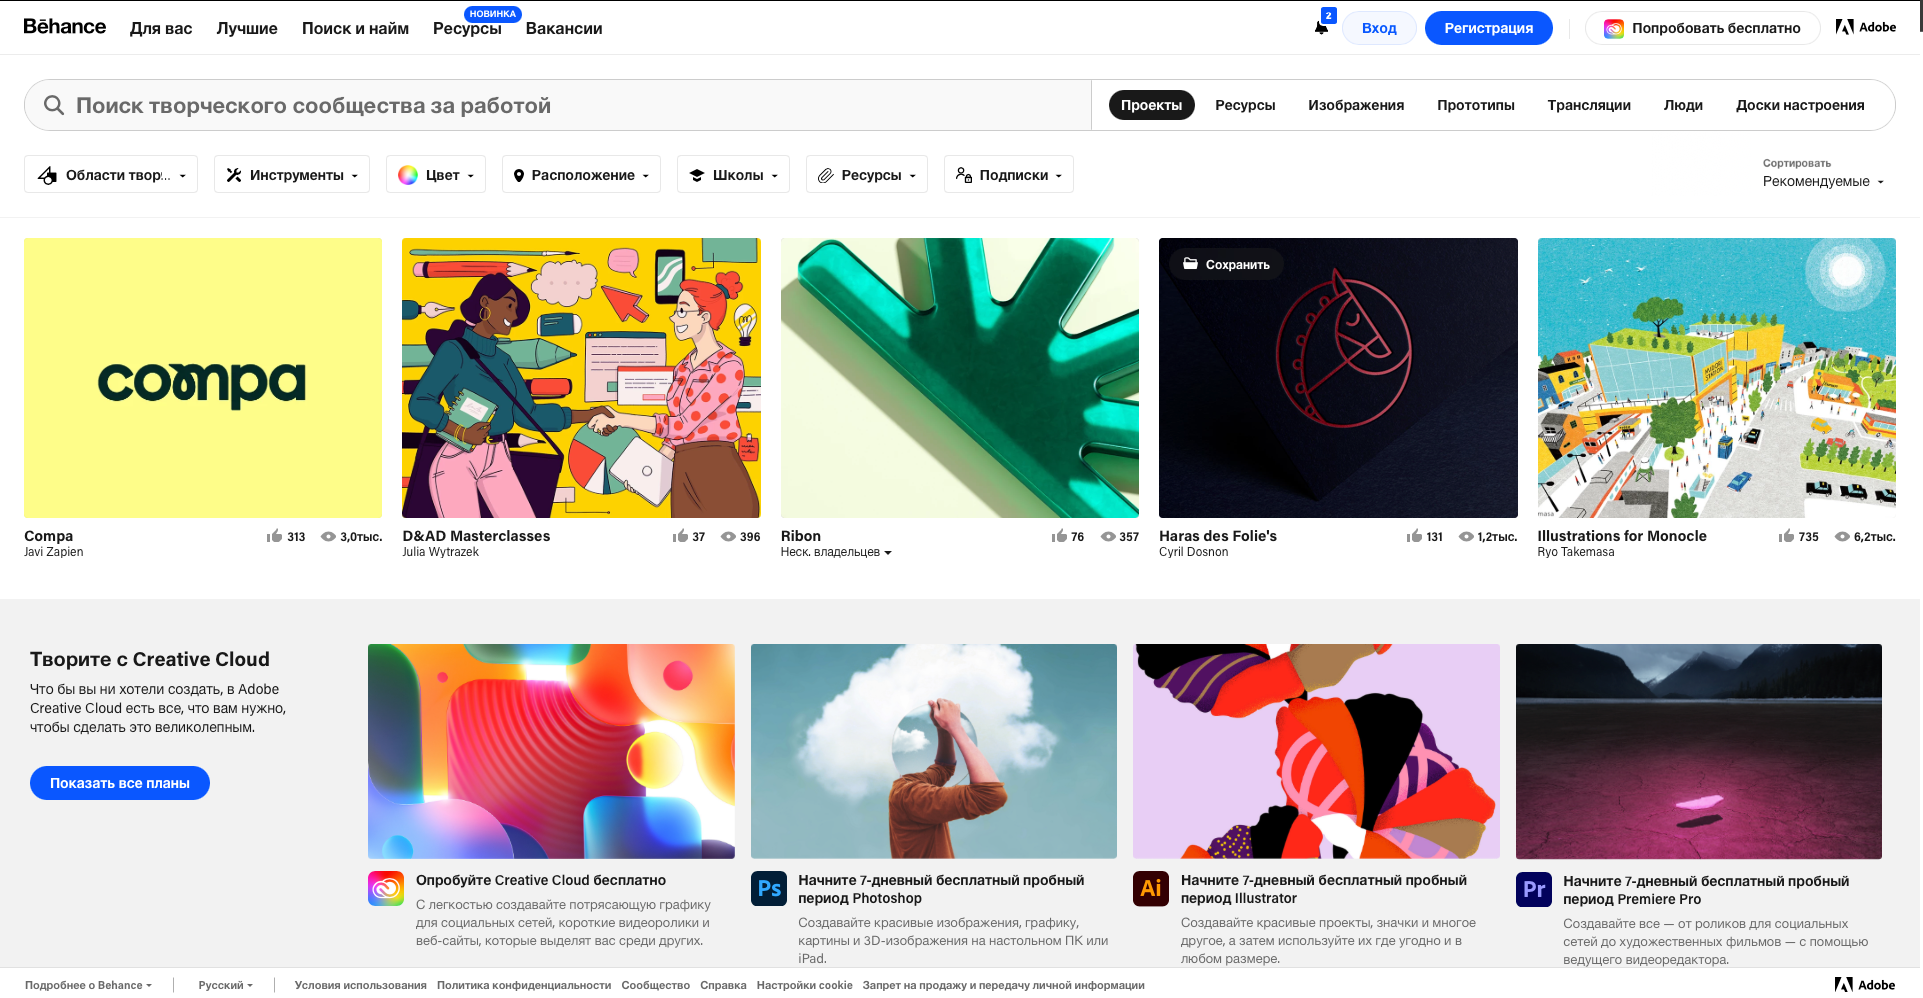 Bēhance
Для вас
Лучшие
Поиск и найм
Ресурсы
НОВИНКА
Вакансии
2
Вход
Регистрация
Попробовать бесплатно
Adobe
Поиск творческого сообщества за работой
Проекты
Ресурсы
Изображения
Прототипы
Трансляции
Люди
Доски настроения
Области твор...
Инструменты
Цвет
Расположение
Школы
Ресурсы
Подписки
Сортировать
Рекомендуемые
compa
Сохранить
masa
Compa
313
3,0тыс.
Javi Zapien
D&AD Masterclasses
37
396
Julia Wytrazek
Ribon
76
357
Неск. владельцев
Haras des Folie's
131
1,2тыс.
Cyril Dosnon
Illustrations for Monocle
735
6,2тыс.
Ryo Takemasa
Творите с Creative Cloud
Что бы вы ни хотели создать, в Adobe
Creative Cloud есть все, что вам нужно,
чтобы сделать это великолепным.
Показать все планы
Опробуйте Creative Cloud бесплатно
С легкостью создавайте потрясающую графику
для социальных сетей, короткие видеоролики и
веб-сайты, которые выделят вас среди других.
Ps
Начните 7-дневный бесплатный пробный
период Photoshop
Создавайте красивые изображения, графику,
картины и 3D-изображения на настольном ПК или
iPad.
Ai
Начните 7-дневный бесплатный пробный
период Illustrator
Создавайте красивые проекты, значки и многое
другое, а затем используйте их где угодно и в
любом размере.
Pr
Начните 7-дневный бесплатный пробный
период Premiere Pro
Создавайте все — от роликов для социальных
сетей до художественных фильмов — с помощью
ведущего видеоредактора.
Подробнее о Behance
Русский
Условия использования
Политика конфиденциальности
Сообщество
Справка
Настройки cookie
Запрет на продажу и передачу личной информации
Adobe